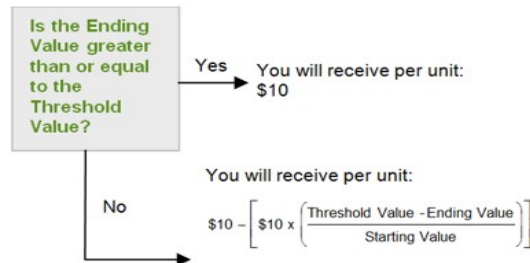 Is the Ending
Value greater
than or equal
to the
Threshold
Value?
Yes
You will receive per unit:
$10
No
You will receive per unit:
$10 – [ $10 x ( Threshold Value - Ending Value / Starting Value ) ]